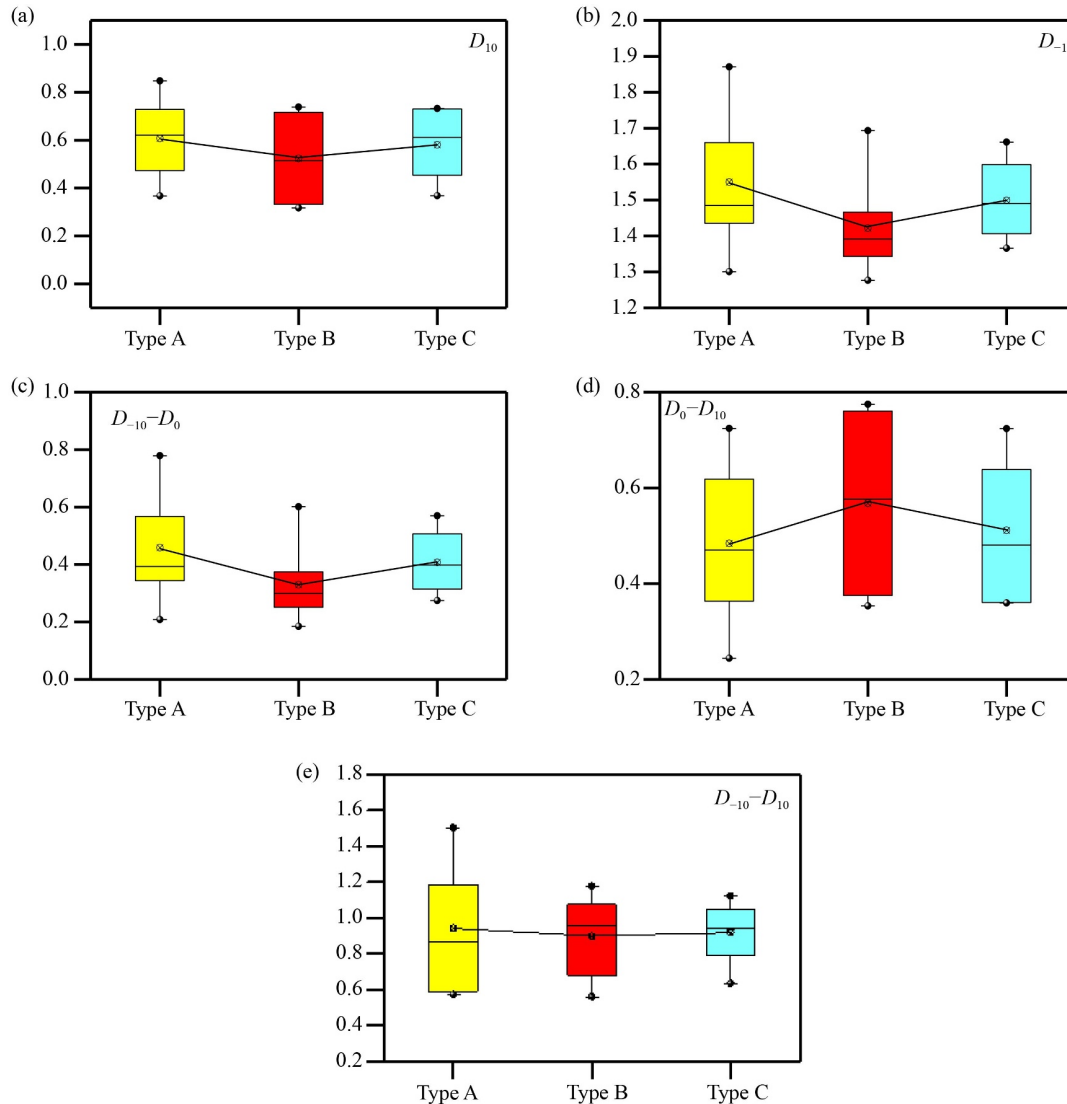 (a)
D₁₀
1.0
0.8
0.6
0.4
0.2
0.0
Type A Type B Type C
(b)
D₋₁
2.0
1.9
1.8
1.7
1.6
1.5
1.4
1.3
1.2
Type A Type B Type C
(c)
D₋₁₀−D₀
1.0
0.8
0.6
0.4
0.2
0.0
Type A Type B Type C
(d)
D₀−D₁₀
0.8
0.6
0.4
0.2
Type A Type B Type C
(e)
D₋₁₀−D₁₀
1.8
1.6
1.4
1.2
1.0
0.8
0.6
0.4
0.2
Type A Type B Type C